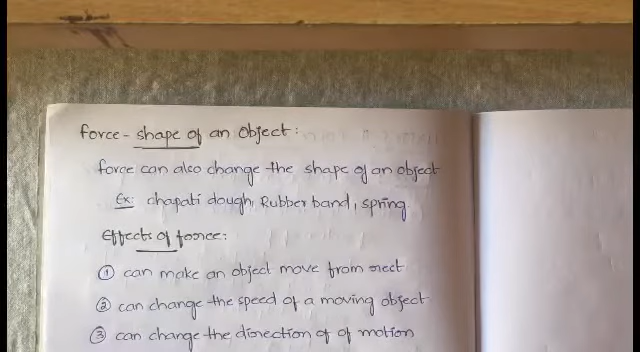 force - shape of an object:
force can also change the shape of an object
Ex: chapati dough, Rubber band, spring.
Effects of force:
① can make an object move from rect
② can change the speed of a moving object
③ can change the direction of of motion